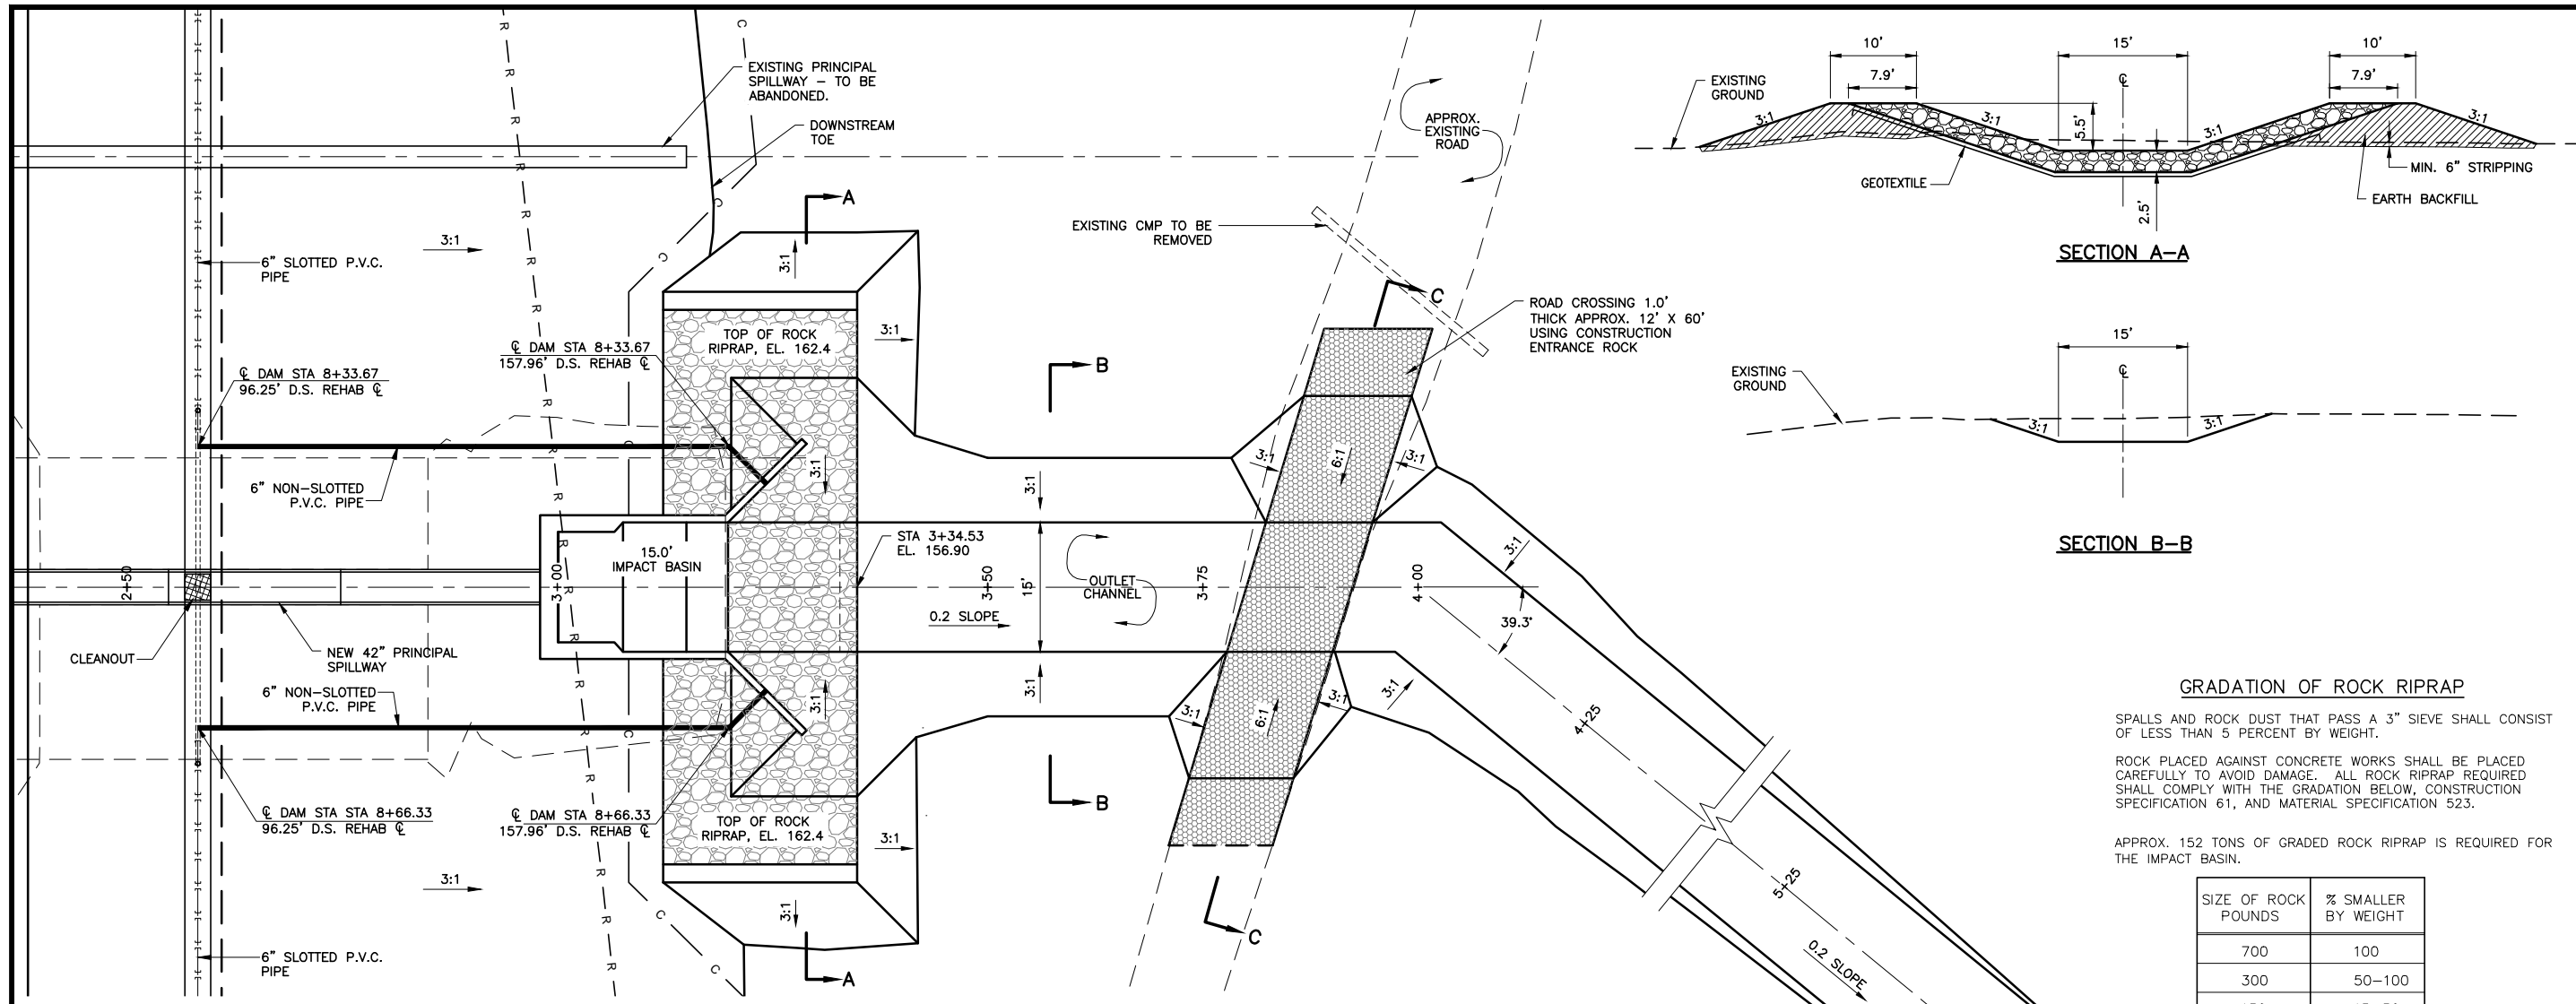 EXISTING PRINCIPAL
SPILLWAY – TO BE
ABANDONED.
DOWNSTREAM
TOE
APPROX.
EXISTING
ROAD
A
3:1
3:1
6" SLOTTED P.V.C.
PIPE
EXISTING CMP TO BE
REMOVED
C
ROAD CROSSING 1.0'
THICK APPROX. 12' X 60'
USING CONSTRUCTION
ENTRANCE ROCK
TOP OF ROCK
RIPRAP, EL. 162.4
3:1
℄ DAM STA 8+33.67
157.96' D.S. REHAB ℄
℄ DAM STA 8+33.67
96.25' D.S. REHAB ℄
B
6" NON-SLOTTED
P.V.C. PIPE
3:1
3:1
3:1
6:1
3:1
15.0'
IMPACT BASIN
STA 3+34.53
EL. 156.90
2+50
3+00
3+50
15'
OUTLET
CHANNEL
3+75
4+00
3:1
39.3°
0.2 SLOPE
CLEANOUT
NEW 42" PRINCIPAL
SPILLWAY
6" NON-SLOTTED
P.V.C. PIPE
3:1
3:1
3:1
6:1
3:1
3:1
4+25
℄ DAM STA STA 8+66.33
96.25' D.S. REHAB ℄
℄ DAM STA 8+66.33
157.96' D.S. REHAB ℄
TOP OF ROCK
RIPRAP, EL. 162.4
B
3:1
3:1
3:1
C
A
6" SLOTTED P.V.C.
PIPE
5+25
0.2 SLOPE
R R R R R R R R R R R R R R R R R
C C C C C C C C C C
10'
15'
10'
7.9'
℄
7.9'
EXISTING
GROUND
3:1
3:1
5.5'
3:1
3:1
GEOTEXTILE
2.5'
MIN. 6" STRIPPING
EARTH BACKFILL
SECTION A–A
15'
℄
EXISTING
GROUND
3:1
3:1
SECTION B–B
GRADATION OF ROCK RIPRAP
SPALLS AND ROCK DUST THAT PASS A 3" SIEVE SHALL CONSIST
OF LESS THAN 5 PERCENT BY WEIGHT.
ROCK PLACED AGAINST CONCRETE WORKS SHALL BE PLACED
CAREFULLY TO AVOID DAMAGE. ALL ROCK RIPRAP REQUIRED
SHALL COMPLY WITH THE GRADATION BELOW, CONSTRUCTION
SPECIFICATION 61, AND MATERIAL SPECIFICATION 523.
APPROX. 152 TONS OF GRADED ROCK RIPRAP IS REQUIRED FOR
THE IMPACT BASIN.
SIZE OF ROCK POUNDS
% SMALLER BY WEIGHT
700 100
300 50–100